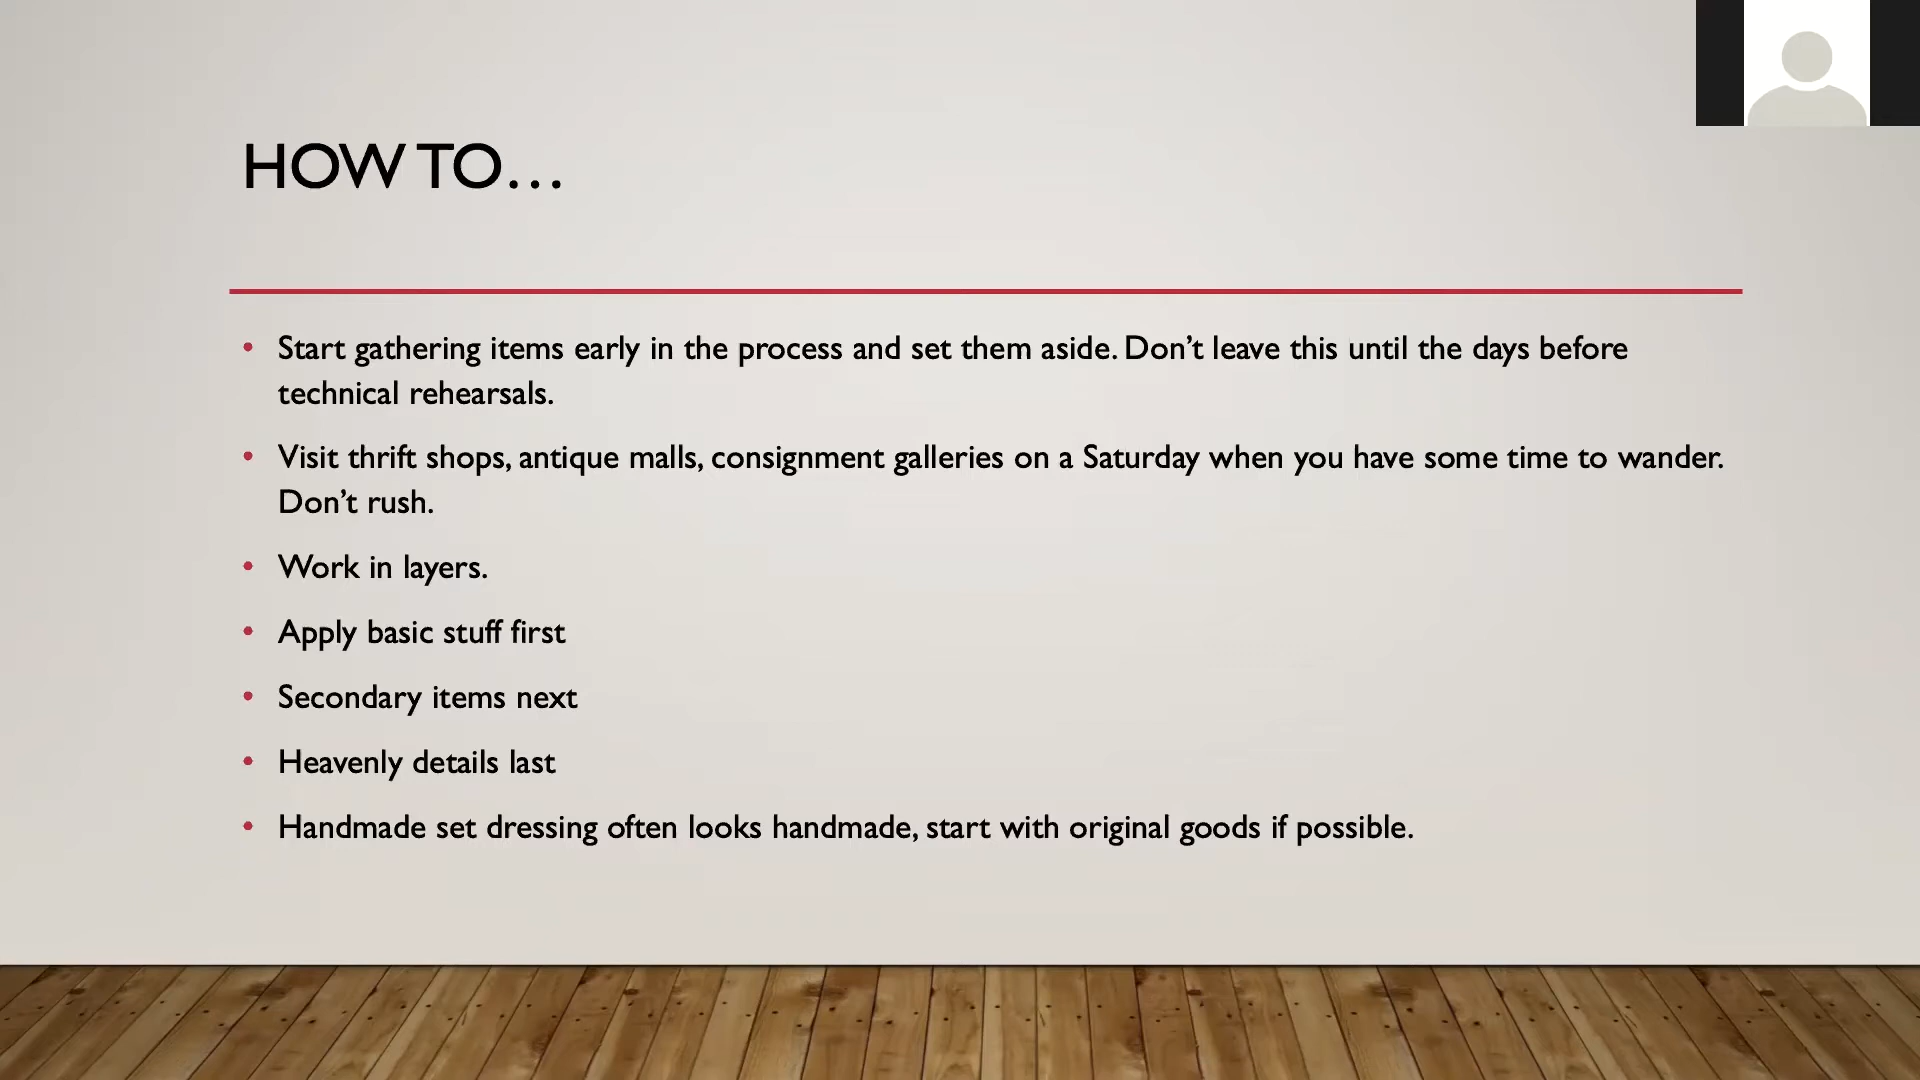 HOW TO…
• Start gathering items early in the process and set them aside. Don’t leave this until the days before
technical rehearsals.
• Visit thrift shops, antique malls, consignment galleries on a Saturday when you have some time to wander.
Don’t rush.
• Work in layers.
• Apply basic stuff first
• Secondary items next
• Heavenly details last
• Handmade set dressing often looks handmade, start with original goods if possible.